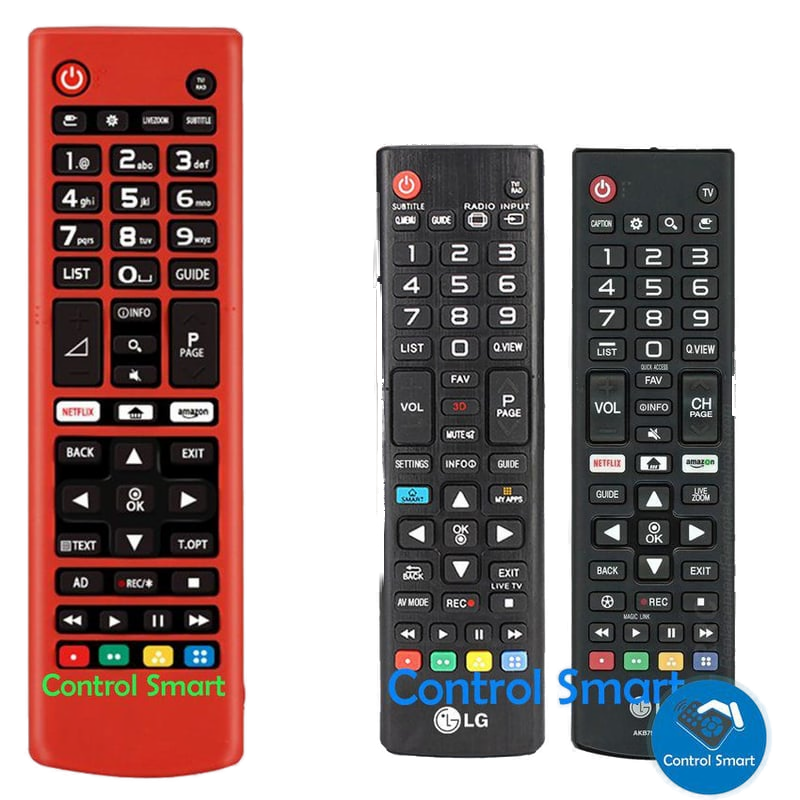 TV/
RAD
LIVEZOOM
SUBTITLE
1.@
2abc
3def
4ghi
5jkl
6mno
7pqrs
8tuv
9wxyz
LIST
0
GUIDE
INFO
P
PAGE
NETFLIX
amazon
BACK
EXIT
OK
TEXT
T.OPT
AD
REC/*
Control Smart
TV/
RAD
SUBTITLE
RADIO
INPUT
Q.MENU
GUIDE
1
2
3
4
5
6
7
8
9
LIST
0
Q.VIEW
FAV
VOL
3D
P
PAGE
MUTE
SETTINGS
INFO
GUIDE
SMART
MY APPS
OK
BACK
EXIT
LIVE TV
AV MODE
REC
Control Smart
LG
TV
CAPTION
1
2
3
4
5
6
7
8
9
LIST
0
Q.VIEW
QUICK ACCESS
FAV
VOL
INFO
CH
PAGE
NETFLIX
amazon
GUIDE
LIVE
ZOOM
OK
BACK
EXIT
REC
MAGIC LINK
Control Smart